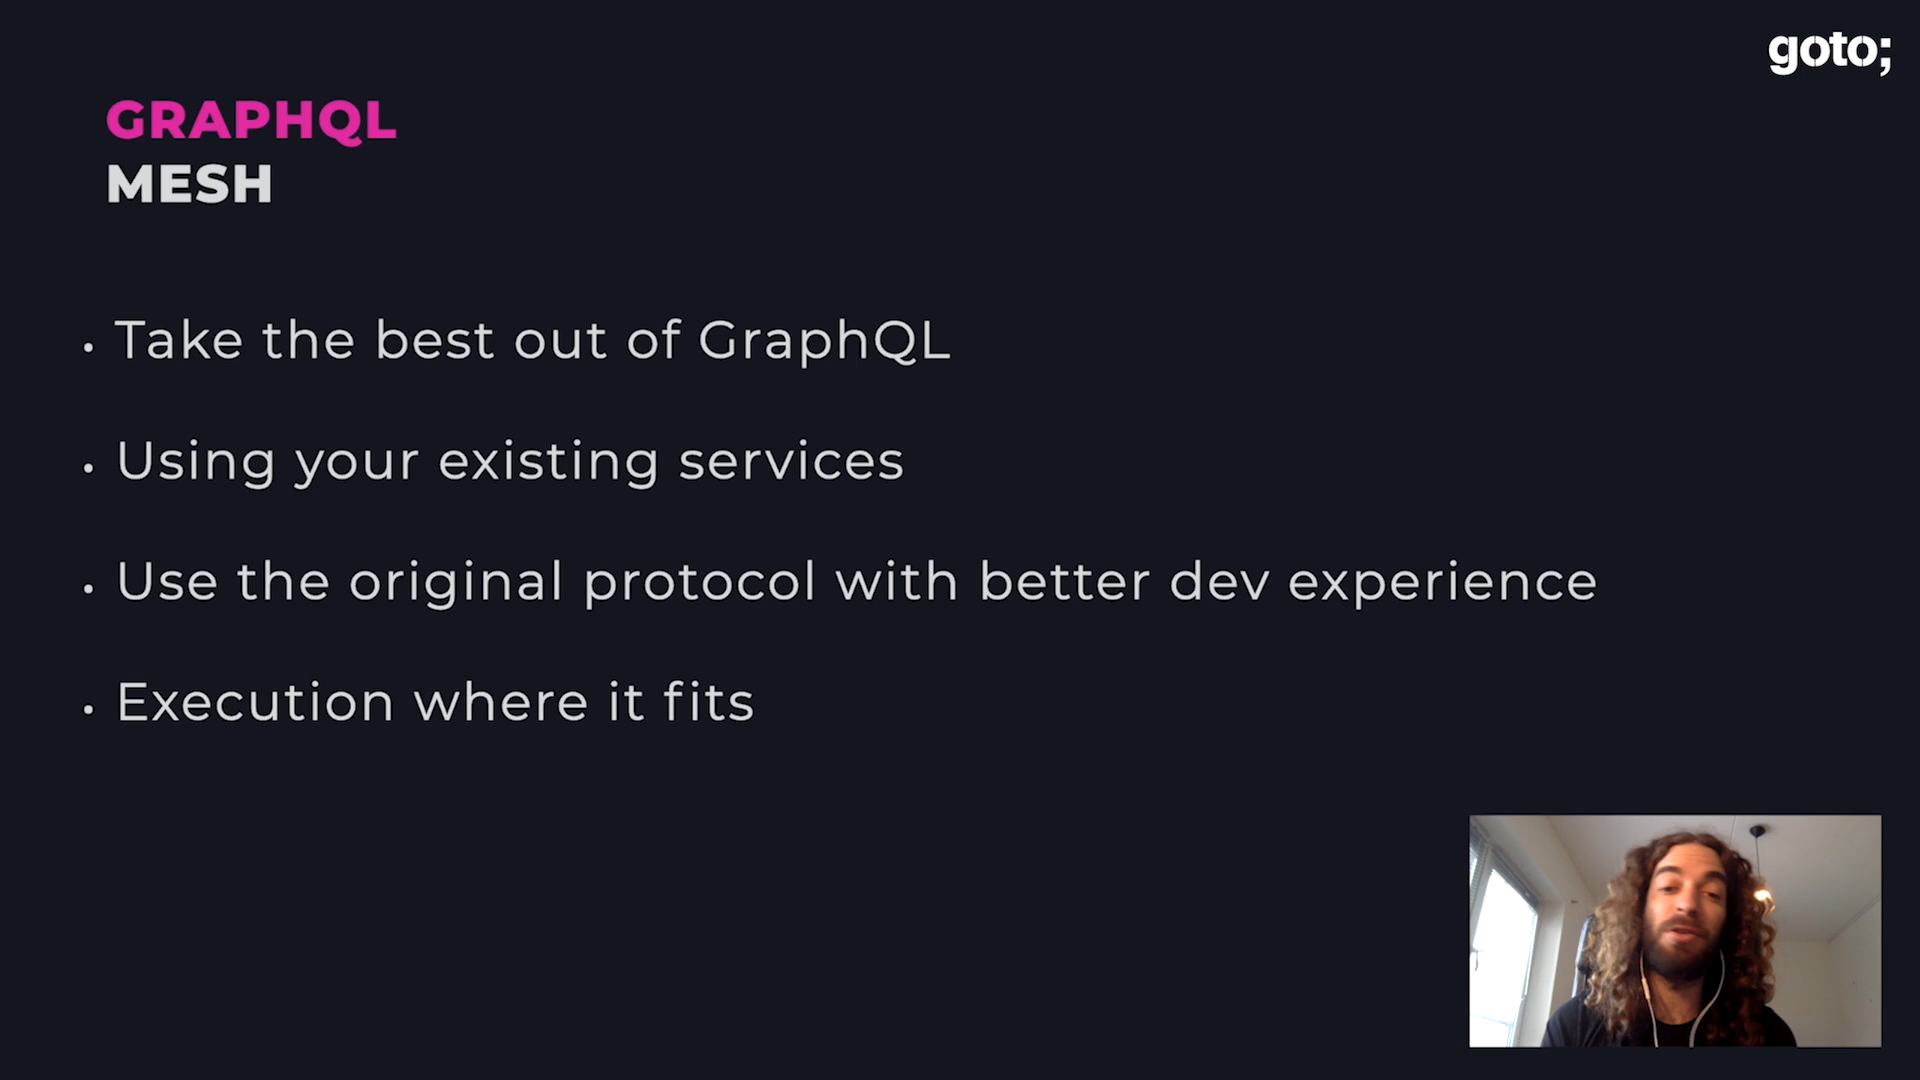 goto;
GRAPHQL
MESH
• Take the best out of GraphQL
• Using your existing services
• Use the original protocol with better dev experience
• Execution where it fits